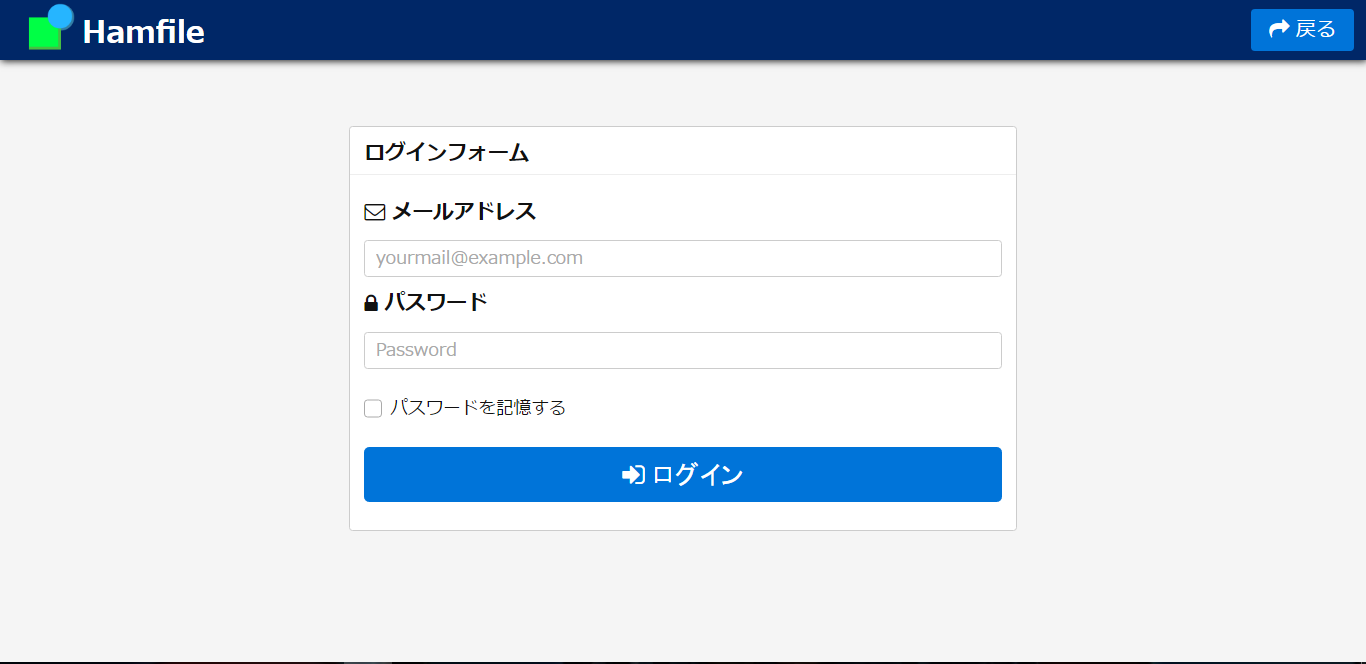 Hamfile
戻る
ログインフォーム
メールアドレス
yourmail@example.com
パスワード
Password
パスワードを記憶する
ログイン